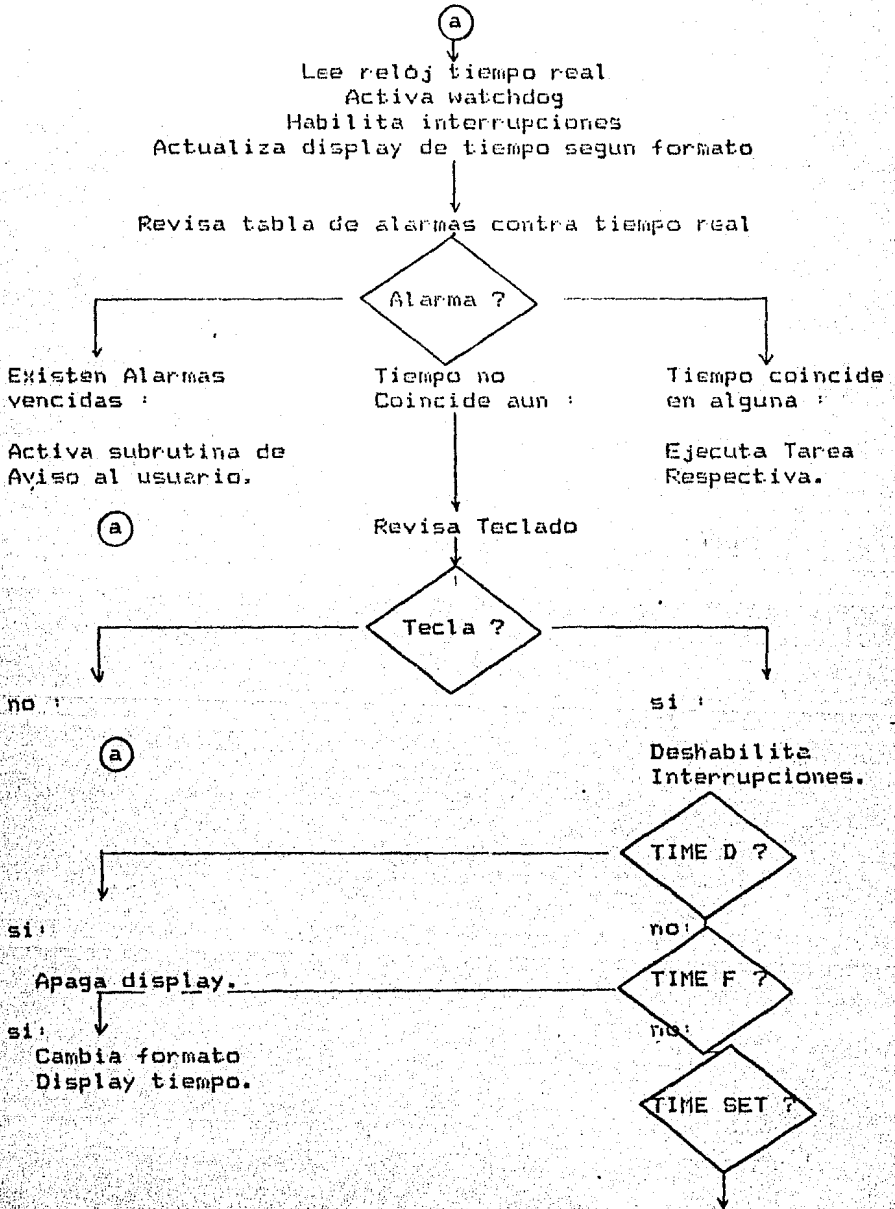 a
Lee relój tiempo real
Activa watchdog
Habilita interrupciones
Actualiza display de tiempo segun formato
Revisa tabla de alarmas contra tiempo real
Alarma ?
Existen Alarmas
vencidas :
Activa subrutina de
Aviso al usuario.
a
Tiempo no
Coincide aun :
Tiempo coincide
en alguna :
Ejecuta Tarea
Respectiva.
Revisa Teclado
Tecla ?
no :
a
si :
Deshabilita
Interrupciones.
TIME D ?
si:
no:
Apaga display.
TIME F ?
si:
no:
Cambia formato
Display tiempo.
TIME SET ?